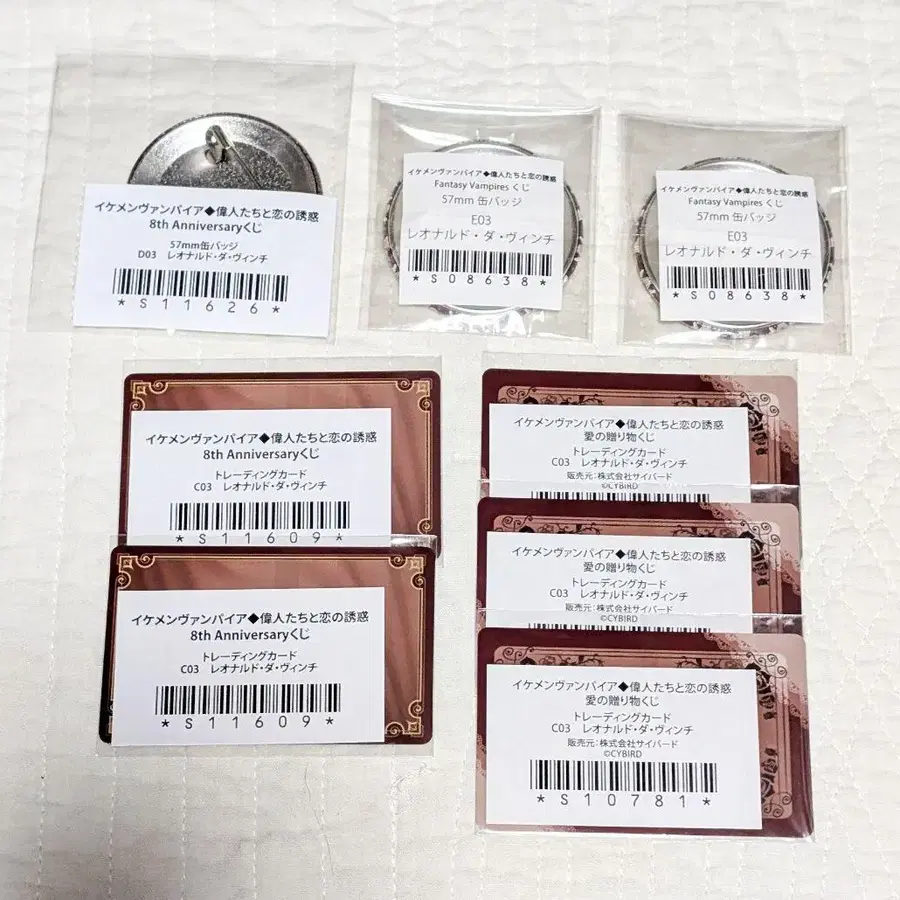 イケメンヴァンパイア◆偉人たちと恋の誘惑
8th Anniversaryくじ
57mm缶バッジ
D03 レオナルド・ダ・ヴィンチ
*S11626*
イケメンヴァンパイア◆偉人たちと恋の誘惑
Fantasy Vampires くじ
57mm 缶バッジ
E03
レオナルド・ダ・ヴィンチ
*S08638*
イケメンヴァンパイア◆偉人たちと恋の誘惑
Fantasy Vampires くじ
57mm 缶バッジ
E03
レオナルド・ダ・ヴィンチ
*S08638*
イケメンヴァンパイア◆偉人たちと恋の誘惑
8th Anniversaryくじ
トレーディングカード
C03 レオナルド・ダ・ヴィンチ
*S11609*
イケメンヴァンパイア◆偉人たちと恋の誘惑
8th Anniversaryくじ
トレーディングカード
C03 レオナルド・ダ・ヴィンチ
*S11609*
イケメンヴァンパイア◆偉人たちと恋の誘惑
愛の贈り物くじ
トレーディングカード
C03 レオナルド・ダ・ヴィンチ
販売元:株式会社サイバード
©CYBIRD
イケメンヴァンパイア◆偉人たちと恋の誘惑
愛の贈り物くじ
トレーディングカード
C03 レオナルド・ダ・ヴィンチ
販売元:株式会社サイバード
©CYBIRD
イケメンヴァンパイア◆偉人たちと恋の誘惑
愛の贈り物くじ
トレーディングカード
C03 レオナルド・ダ・ヴィンチ
販売元:株式会社サイバード
©CYBIRD
*S10781*